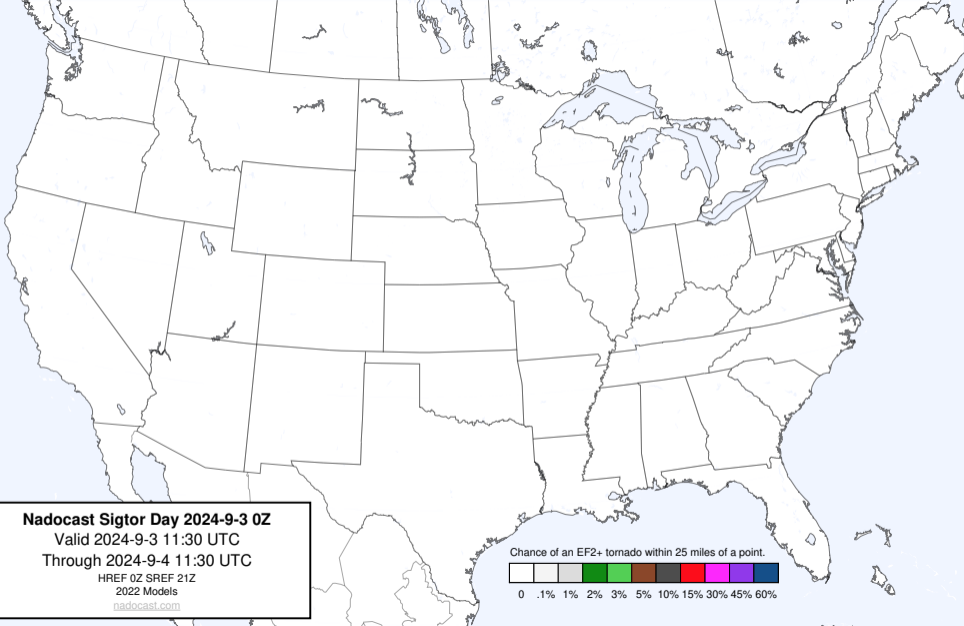 Nadocast Sigtor Day 2024-9-3 0Z
Valid 2024-9-3 11:30 UTC
Through 2024-9-4 11:30 UTC
HREF 0Z SREF 21Z
2022 Models
nadocast.com
Chance of an EF2+ tornado within 25 miles of a point.
0 .1% 1% 2% 3% 5% 10% 15% 30% 45% 60%